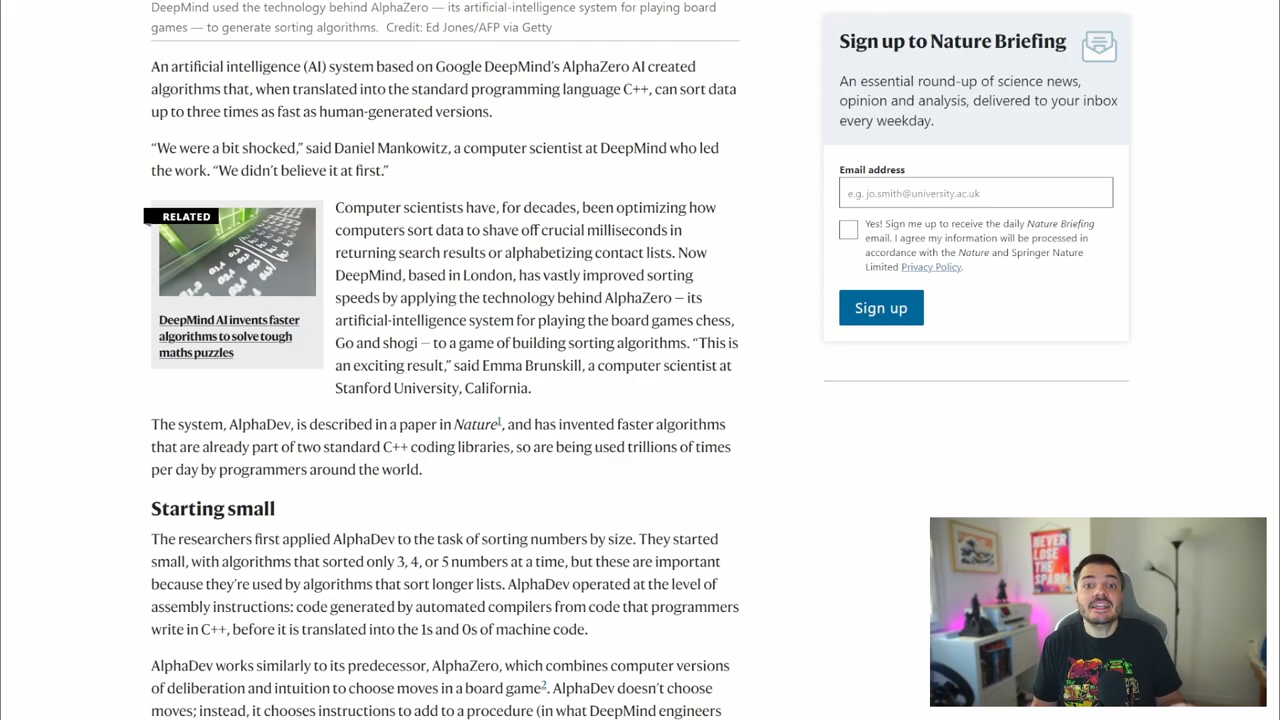 DeepMind used the technology behind AlphaZero — its artificial-intelligence system for playing board
games — to generate sorting algorithms. Credit: Ed Jones/AFP via Getty
An artificial intelligence (AI) system based on Google DeepMind's AlphaZero AI created
algorithms that, when translated into the standard programming language C++, can sort data
up to three times as fast as human-generated versions.
“We were a bit shocked,” said Daniel Mankowitz, a computer scientist at DeepMind who led
the work. “We didn’t believe it at first.”
RELATED
DeepMind AI invents faster
algorithms to solve tough
maths puzzles
Computer scientists have, for decades, been optimizing how
computers sort data to shave off crucial milliseconds in
returning search results or alphabetizing contact lists. Now
DeepMind, based in London, has vastly improved sorting
speeds by applying the technology behind AlphaZero — its
artificial-intelligence system for playing the board games chess,
Go and shogi — to a game of building sorting algorithms. “This is
an exciting result,” said Emma Brunskill, a computer scientist at
Stanford University, California.
The system, AlphaDev, is described in a paper in Nature1, and has invented faster algorithms
that are already part of two standard C++ coding libraries, so are being used trillions of times
per day by programmers around the world.
Starting small
The researchers first applied AlphaDev to the task of sorting numbers by size. They started
small, with algorithms that sorted only 3, 4, or 5 numbers at a time, but these are important
because they’re used by algorithms that sort longer lists. AlphaDev operated at the level of
assembly instructions: code generated by automated compilers from code that programmers
write in C++, before it is translated into the 1s and 0s of machine code.
AlphaDev works similarly to its predecessor, AlphaZero, which combines computer versions
of deliberation and intuition to choose moves in a board game2. AlphaDev doesn’t choose
moves; instead, it chooses instructions to add to a procedure (in what DeepMind engineers
Sign up to Nature Briefing
An essential round-up of science news,
opinion and analysis, delivered to your inbox
every weekday.
Email address
e.g. jo.smith@university.ac.uk
Yes! Sign me up to receive the daily Nature Briefing
email. I agree my information will be processed in
accordance with the Nature and Springer Nature
Limited Privacy Policy.
Sign up
NEVER
LOSE
THE
SPARK